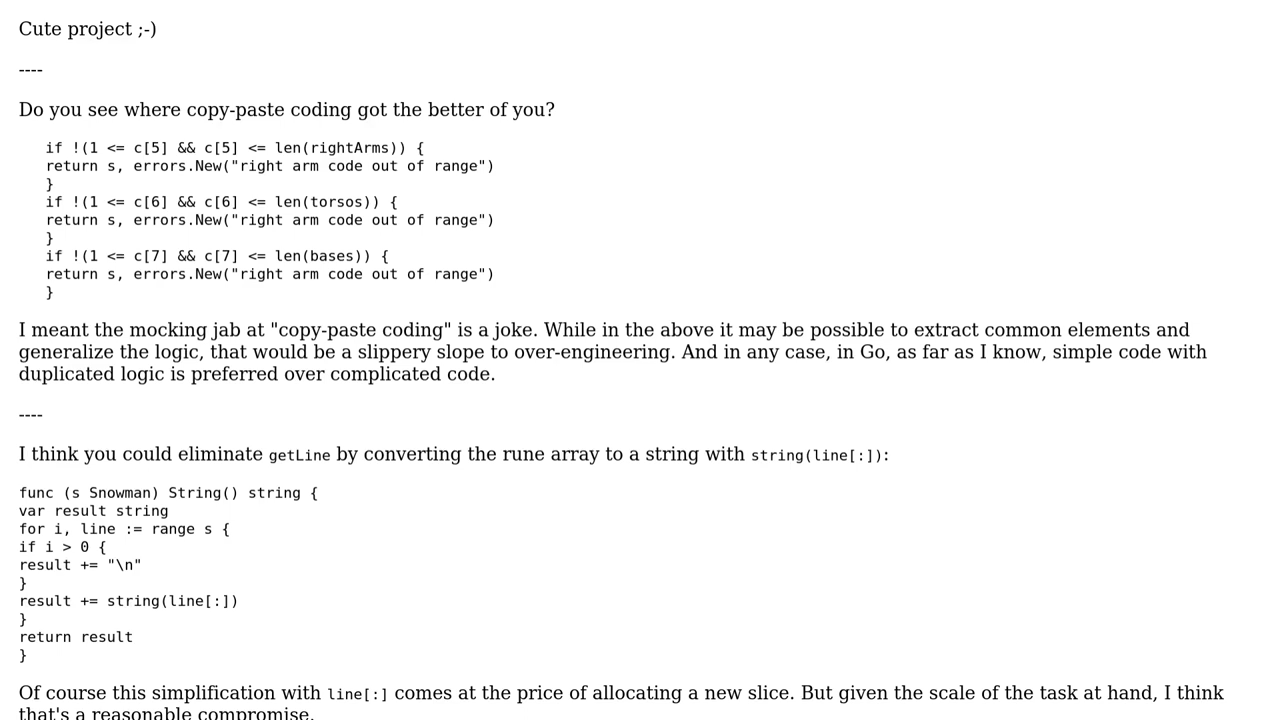 Cute project ;-)
----
Do you see where copy-paste coding got the better of you?
if !(1 <= c[5] && c[5] <= len(rightArms)) {
return s, errors.New("right arm code out of range")
}
if !(1 <= c[6] && c[6] <= len(torsos)) {
return s, errors.New("right arm code out of range")
}
if !(1 <= c[7] && c[7] <= len(bases)) {
return s, errors.New("right arm code out of range")
}
I meant the mocking jab at "copy-paste coding" is a joke. While in the above it may be possible to extract common elements and
generalize the logic, that would be a slippery slope to over-engineering. And in any case, in Go, as far as I know, simple code with
duplicated logic is preferred over complicated code.
----
I think you could eliminate getLine by converting the rune array to a string with string(line[:]):
func (s Snowman) String() string {
var result string
for i, line := range s {
if i > 0 {
result += "\n"
}
result += string(line[:])
}
return result
}
Of course this simplification with line[:] comes at the price of allocating a new slice. But given the scale of the task at hand, I think
that's a reasonable compromise.